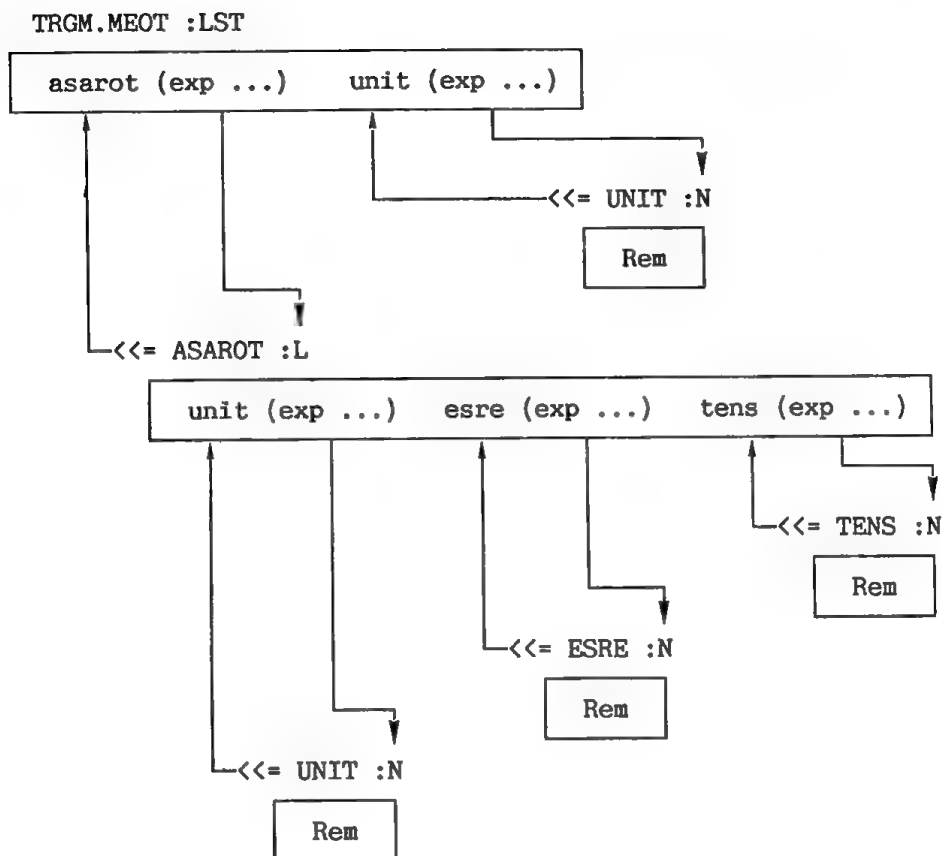 TRGM.MEOT :LST
asarot (exp ...) unit (exp ...)
<<= UNIT :N
Rem
<<= ASAROT :L
unit (exp ...) esre (exp ...) tens (exp ...)
<<= TENS :N
Rem
<<= ESRE :N
Rem
<<= UNIT :N
Rem